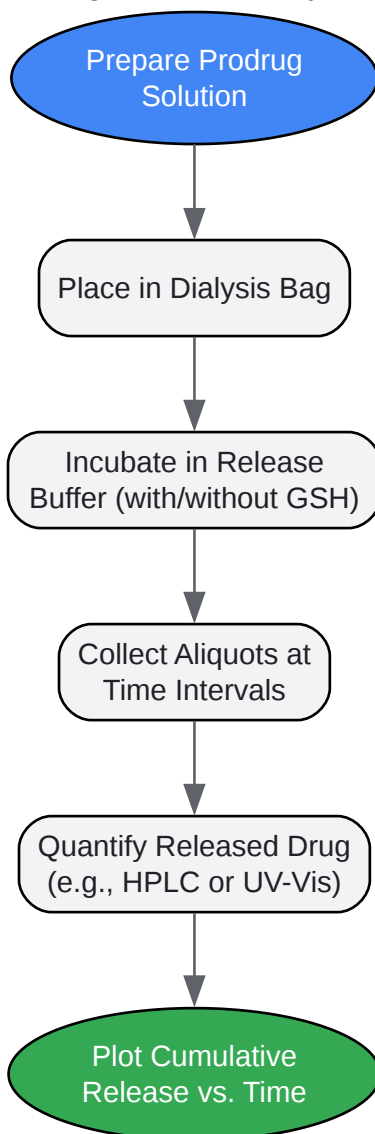 Prepare Prodrug
Solution
Place in Dialysis Bag
Incubate in Release
Buffer (with/without GSH)
Collect Aliquots at
Time Intervals
Quantify Released Drug
(e.g., HPLC or UV-Vis)
Plot Cumulative
Release vs. Time